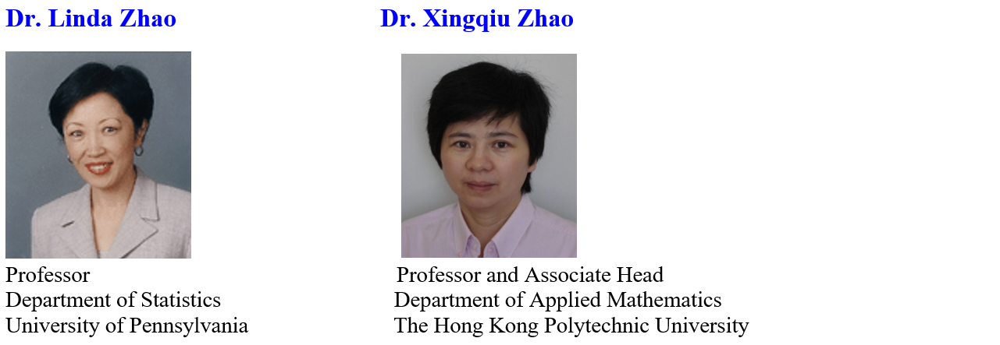 Dr. Linda Zhao
Dr. Xingqiu Zhao
Professor
Department of Statistics
University of Pennsylvania
Professor and Associate Head
Department of Applied Mathematics
The Hong Kong Polytechnic University